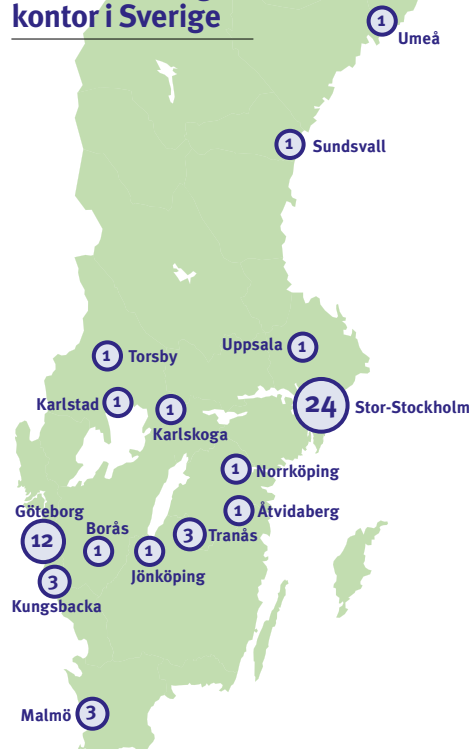 kontor i Sverige
1
Umeå
1 Sundsvall
Uppsala 1
1 Torsby
Karlstad 1
1
Karlskoga
24 Stor-Stockholm
1 Norrköping
1 Åtvidaberg
Göteborg
12
Borås
1
1
Jönköping
3 Tranås
3
Kungsbacka
Malmö 3